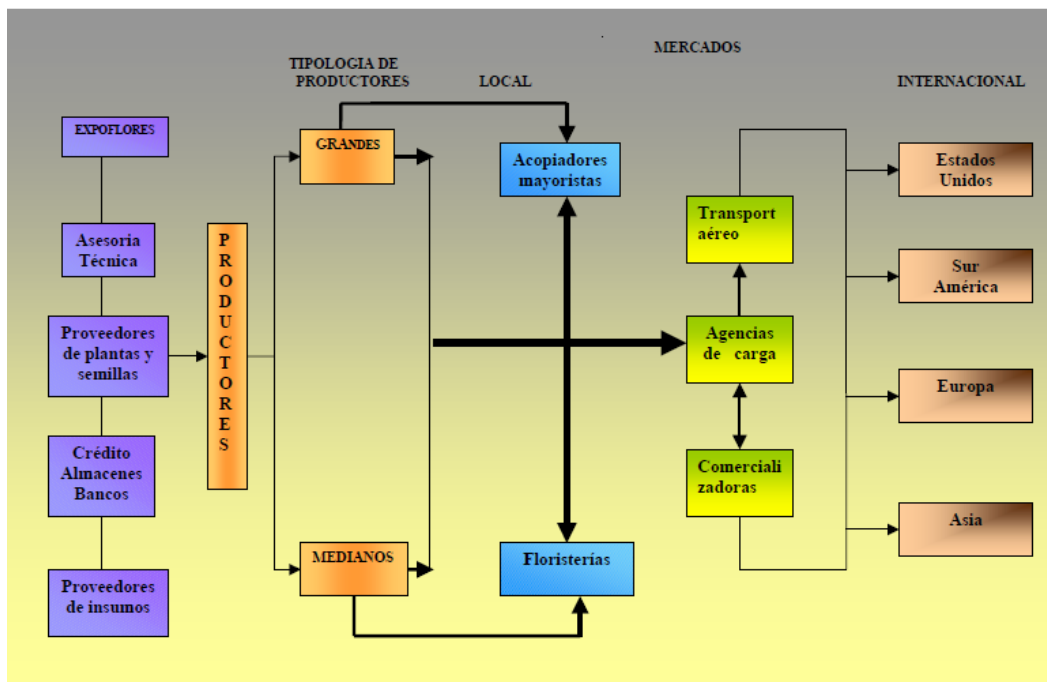 MERCADOS
TIPOLOGIA DE
PRODUCTORES
LOCAL
INTERNACIONAL
EXPOFLORES
Asesoria
Técnica
Proveedores
de plantas y
semillas
Crédito
Almacenes
Bancos
Proveedores
de insumos
P
R
O
D
U
C
T
O
R
E
S
GRANDES
MEDIANOS
Acopiadores
mayoristas
Floristerías
Transport
aéreo
Agencias
de carga
Comerciali
zadoras
Estados
Unidos
Sur
América
Europa
Asia